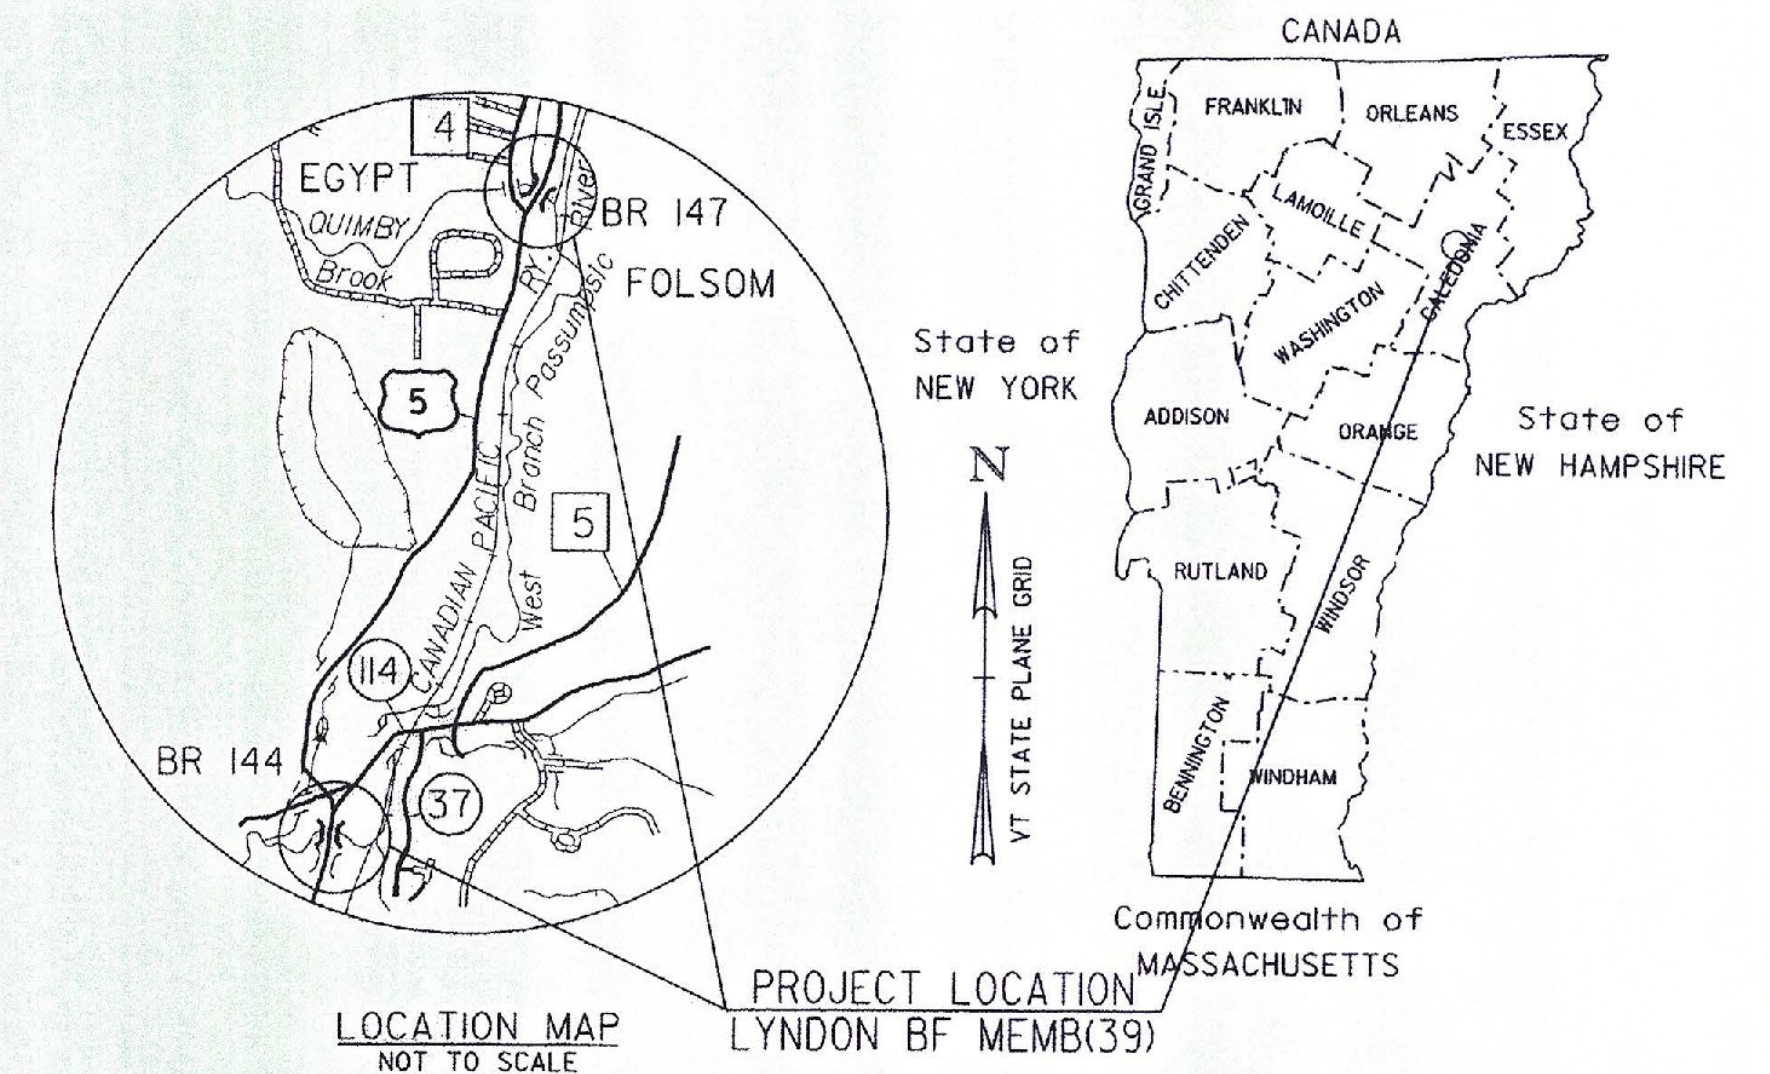 4
EGYPT
QUIMBY
Brook
River
BR 147
RY.
FOLSOM
5
CANADIAN PACIFIC RY.
West Branch Passumpsic River
5
114
BR 144
37
LOCATION MAP
NOT TO SCALE
PROJECT LOCATION
LYNDON BF MEMB(39)
N
VT STATE PLANE GRID
CANADA
GRAND ISLE
FRANKLIN
ORLEANS
ESSEX
LAMOILLE
CHITTENDEN
CALEDONIA
WASHINGTON
State of
NEW YORK
ADDISON
ORANGE
State of
NEW HAMPSHIRE
RUTLAND
WINDSOR
BENNINGTON
WINDHAM
Commonwealth of
MASSACHUSETTS